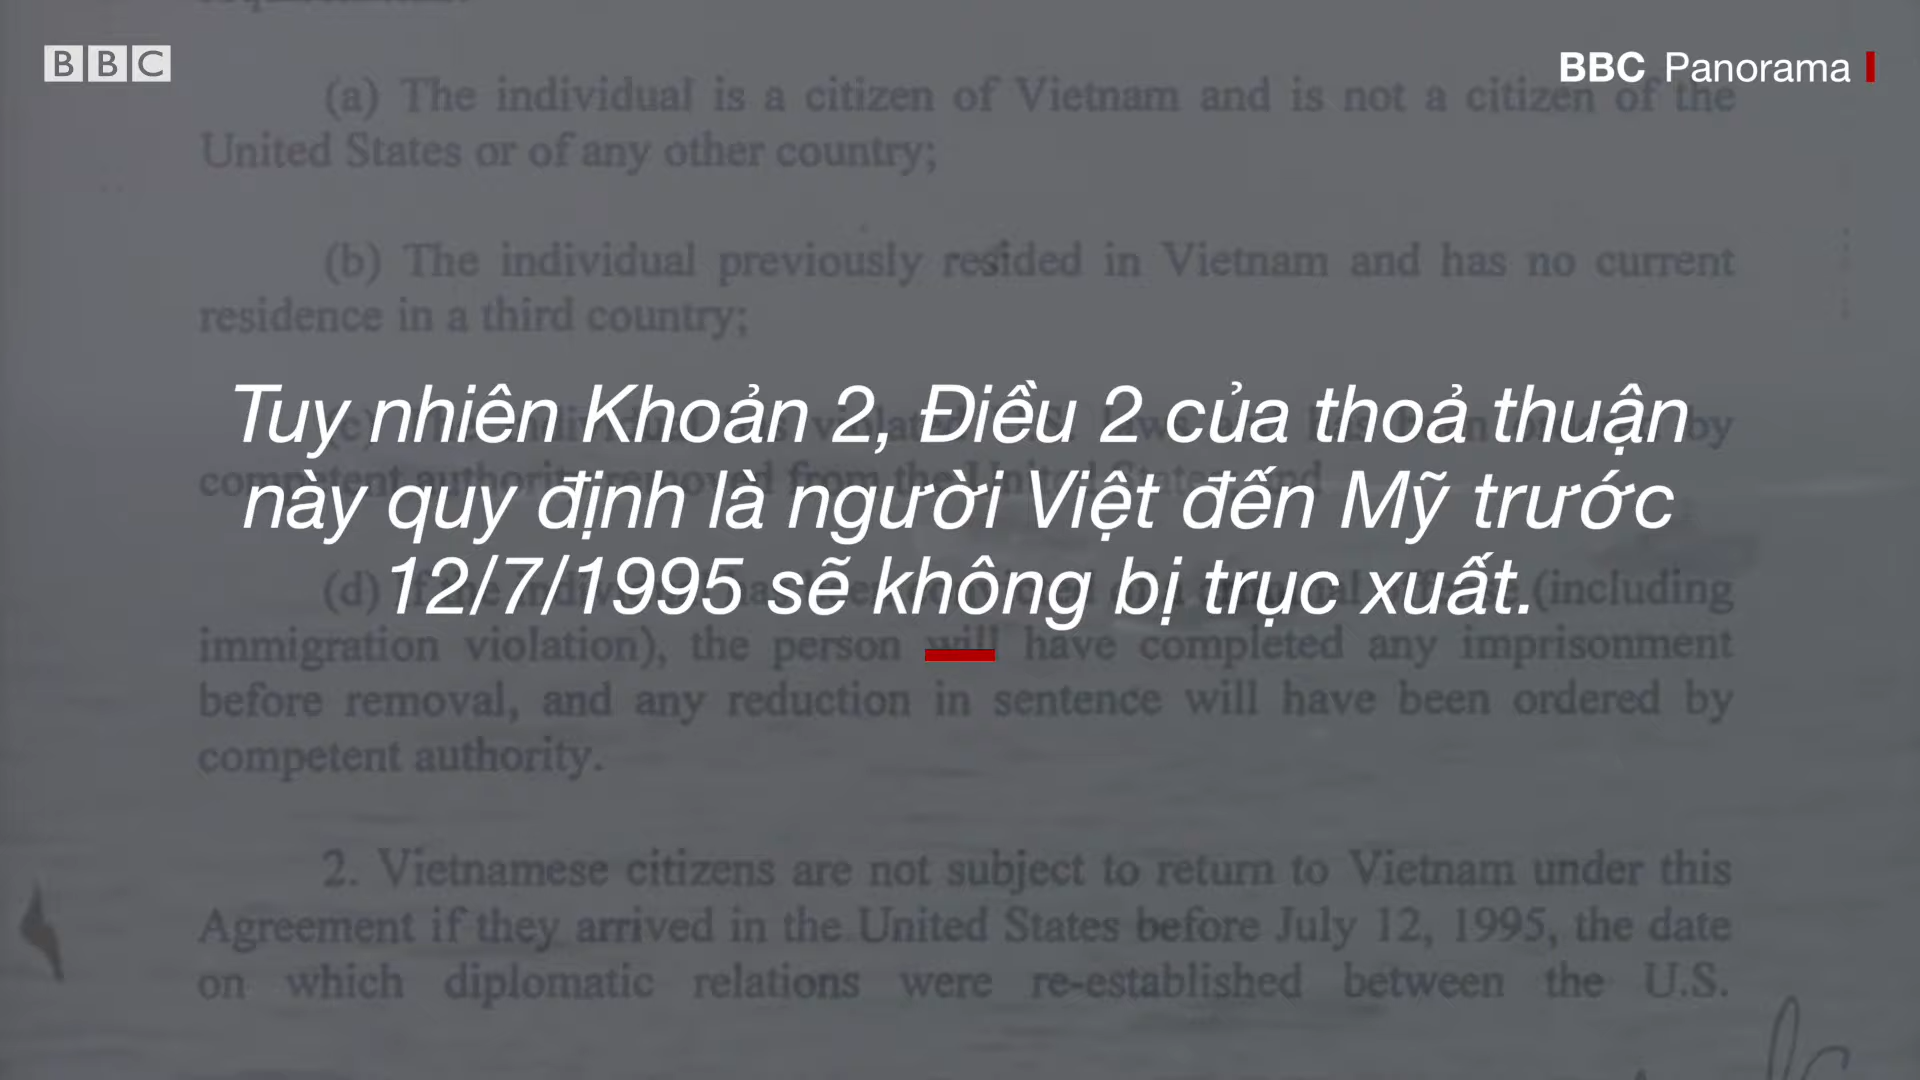 BBC
BBC Panorama
(a) The individual is a citizen of Vietnam and is not a citizen of the
United States or of any other country;
(b) The individual previously resided in Vietnam and has no current
residence in a third country;
Tuy nhiên Khoản 2, Điều 2 của thoả thuận
này quy định là người Việt đến Mỹ trước
12/7/1995 sẽ không bị trục xuất.
by
(d) (including
immigration violation), the person will have completed any imprisonment
before removal, and any reduction in sentence will have been ordered by
competent authority.
2. Vietnamese citizens are not subject to return to Vietnam under this
Agreement if they arrived in the United States before July 12, 1995, the date
on which diplomatic relations were re-established between the U.S.